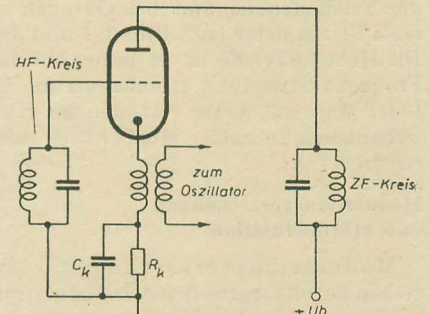 HF-Kreis
zum
Oszillator
ZF-Kreis
Ck
Rk
+Ub